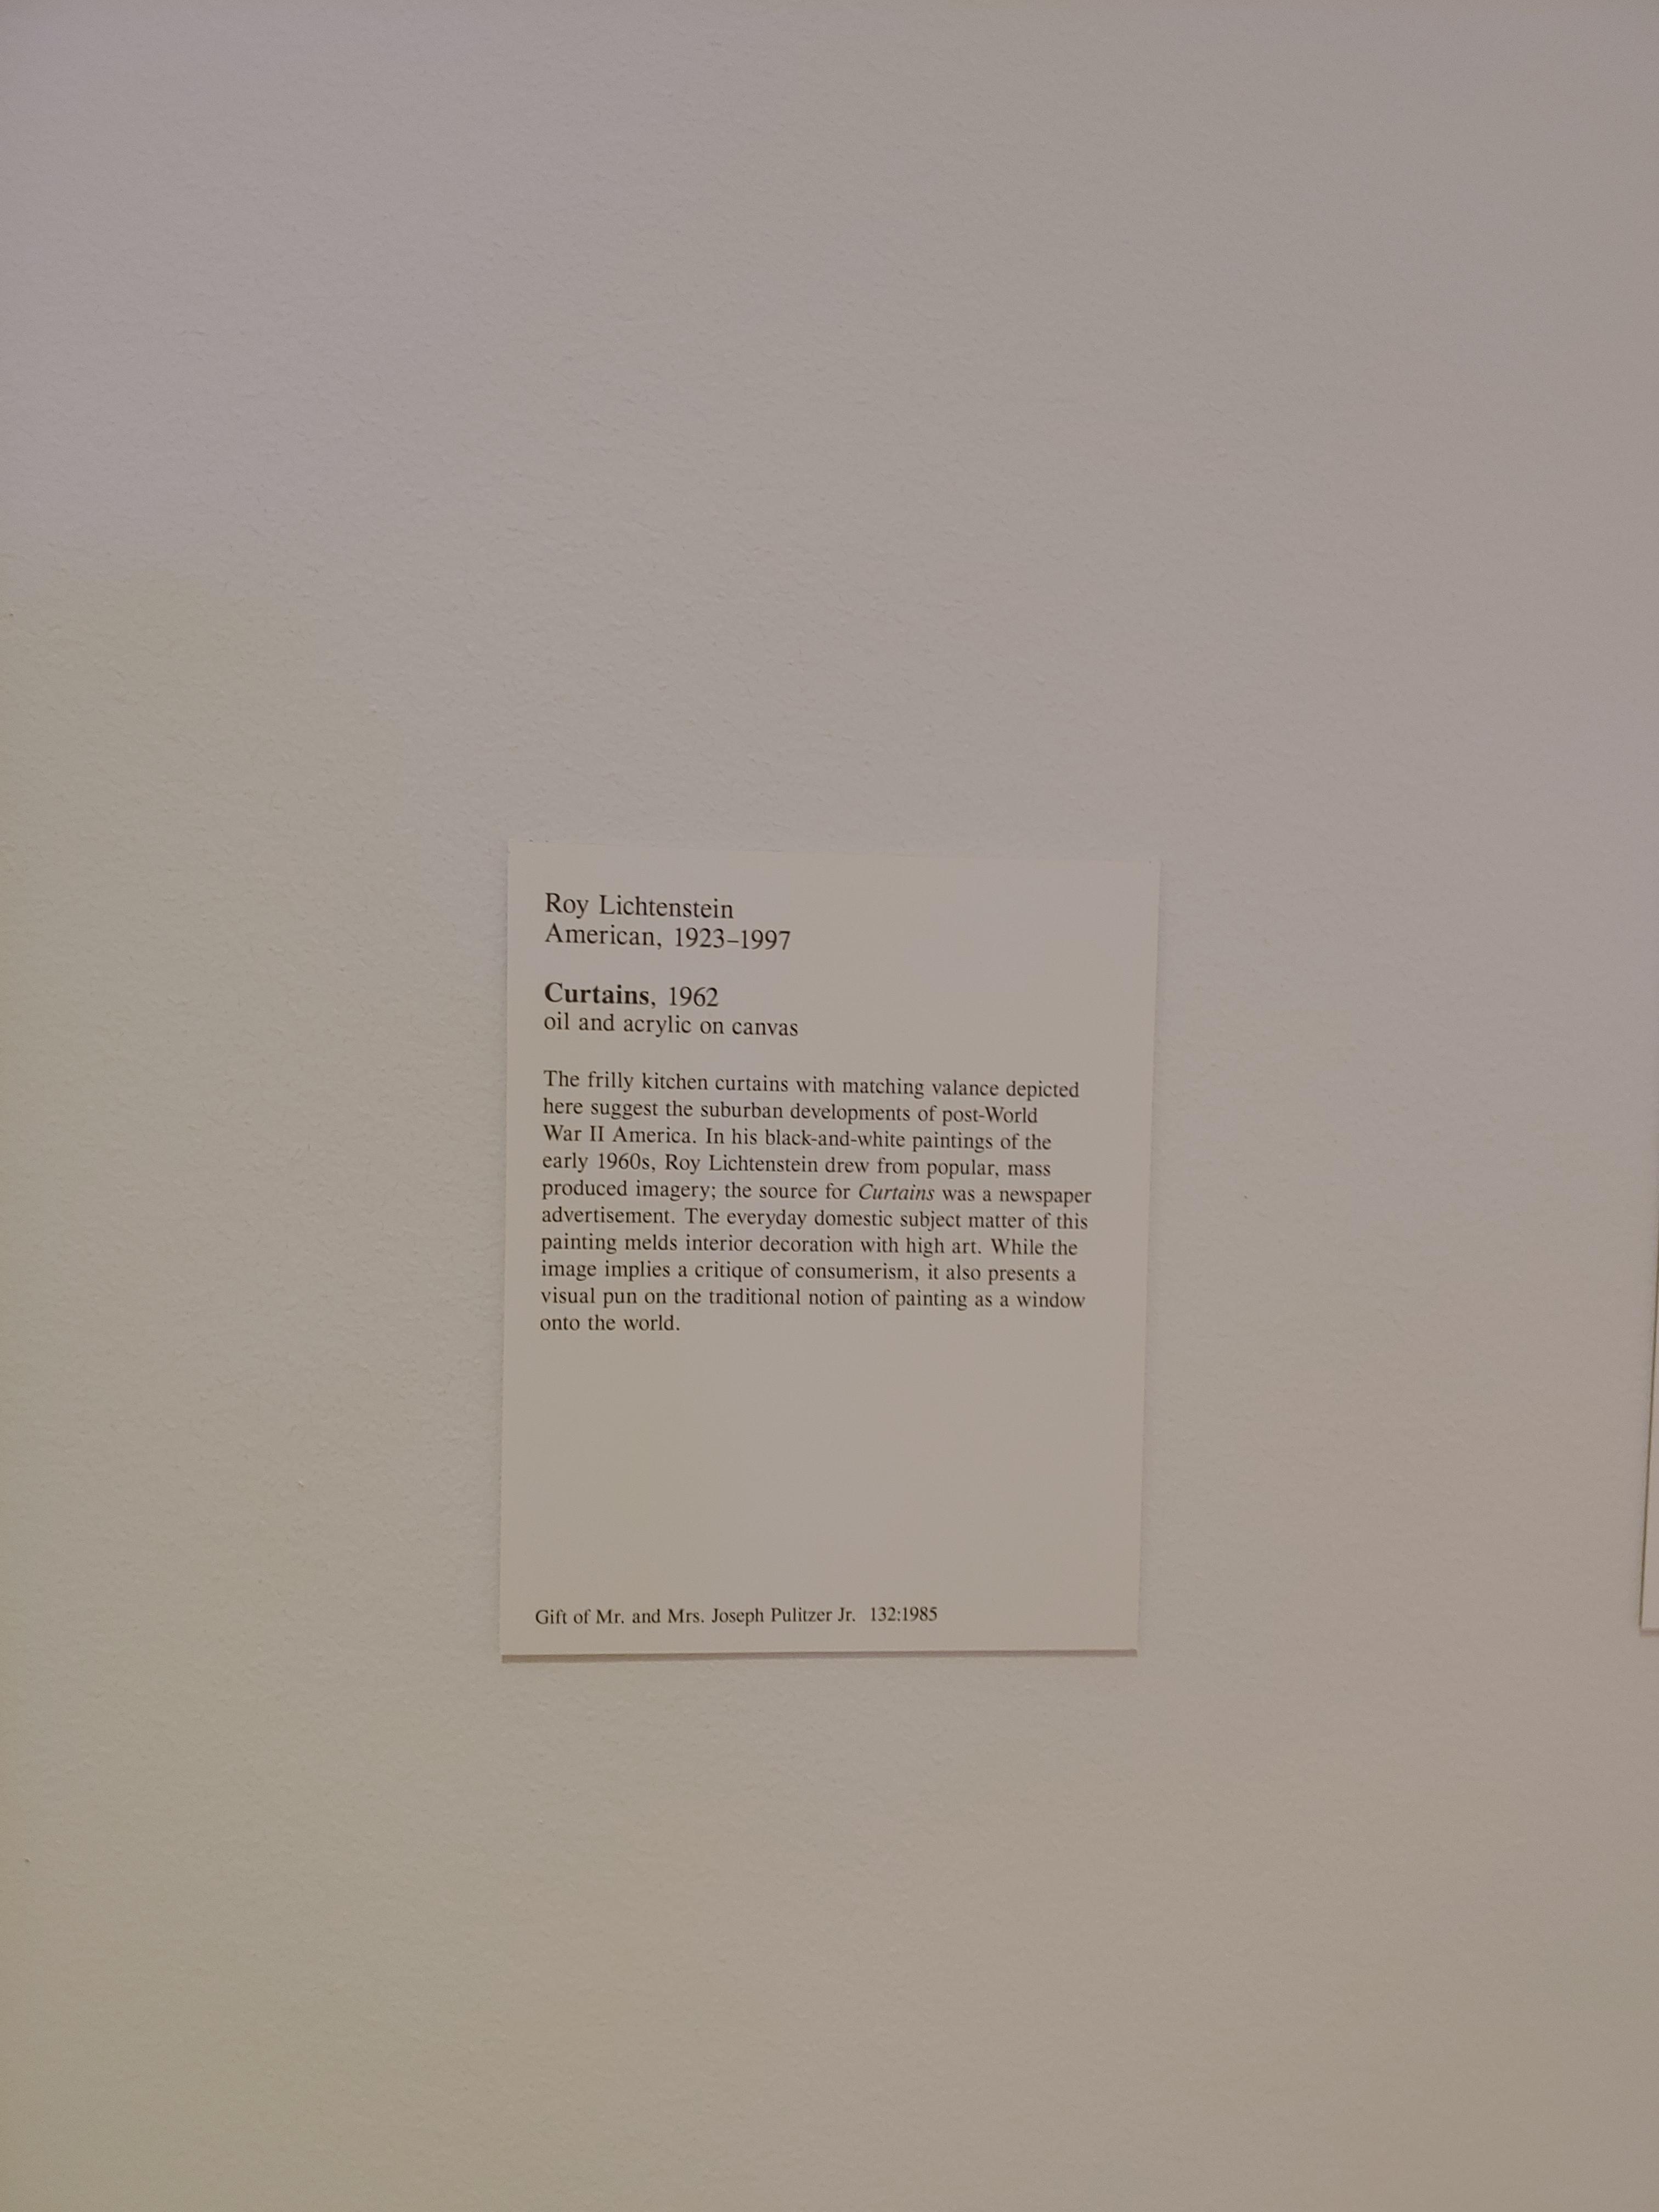 Roy Lichtenstein
American, 1923–1997
Curtains, 1962
oil and acrylic on canvas
The frilly kitchen curtains with matching valance depicted
here suggest the suburban developments of post-World
War II America. In his black-and-white paintings of the
early 1960s, Roy Lichtenstein drew from popular, mass
produced imagery; the source for Curtains was a newspaper
advertisement. The everyday domestic subject matter of this
painting melds interior decoration with high art. While the
image implies a critique of consumerism, it also presents a
visual pun on the traditional notion of painting as a window
onto the world.
Gift of Mr. and Mrs. Joseph Pulitzer Jr. 132:1985